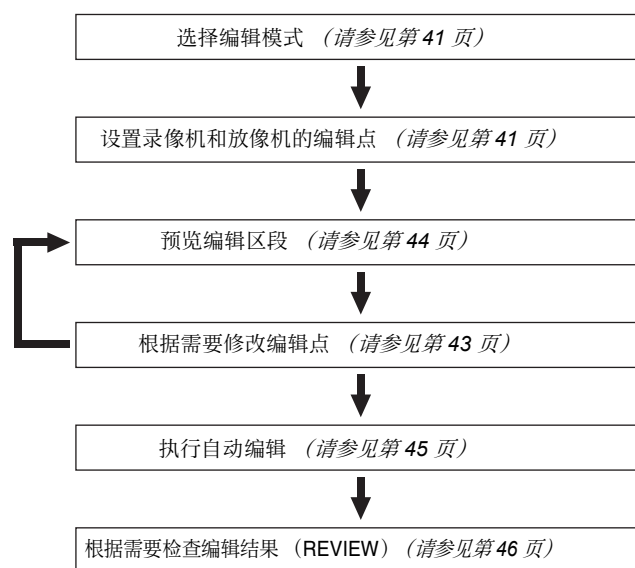 选择编辑模式 （请参见第 41 页）
设置录像机和放像机的编辑点 （请参见第 41 页）
预览编辑区段 （请参见第 44 页）
根据需要修改编辑点 （请参见第 43 页）
执行自动编辑 （请参见第 45 页）
根据需要检查编辑结果 （REVIEW）（请参见第 46 页）